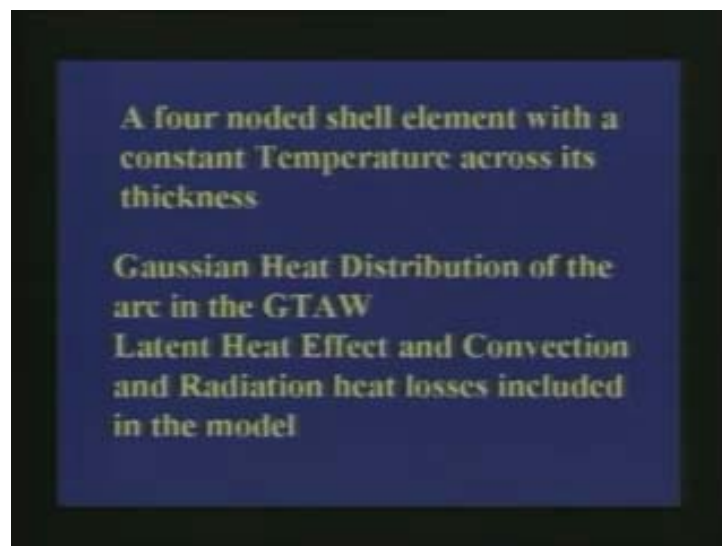 A four noded shell element with a
constant Temperature across its
thickness
Gaussian Heat Distribution of the
arc in the GTAW
Latent Heat Effect and Convection
and Radiation heat losses included
in the model